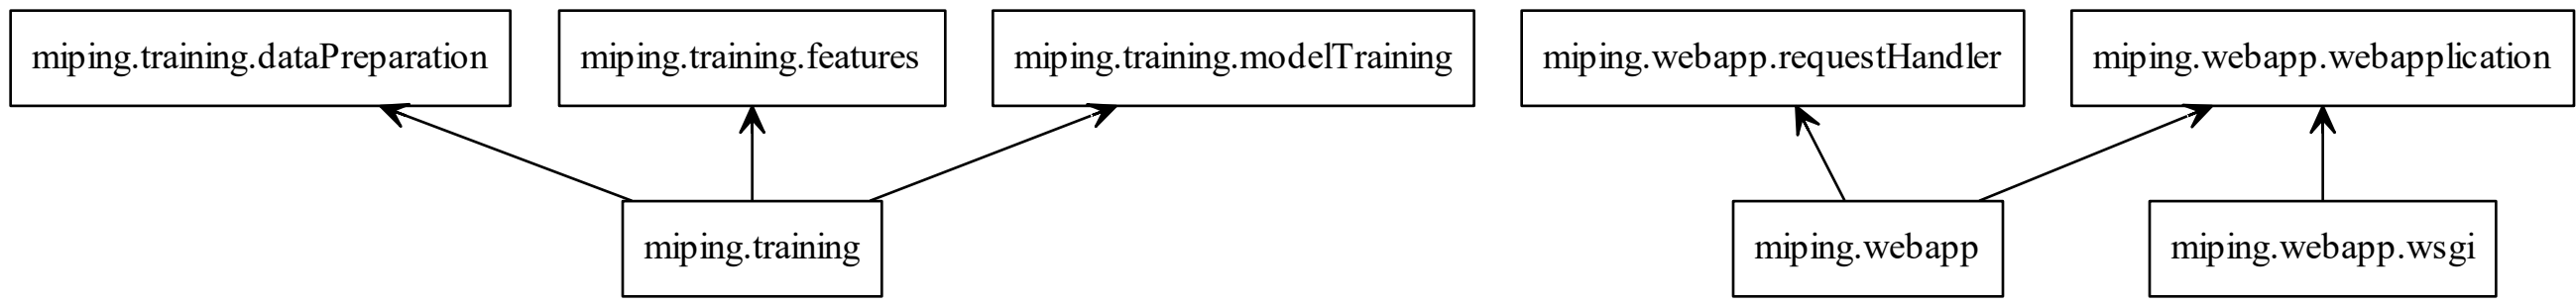 miping.training.dataPreparation
miping.training.features
miping.training.modelTraining
miping.webapp.requestHandler
miping.webapp.webapplication
miping.training
miping.webapp
miping.webapp.wsgi